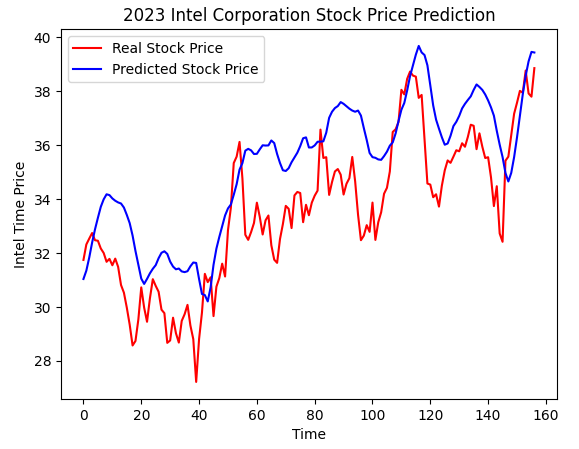 2023 Intel Corporation Stock Price Prediction
Real Stock Price
Predicted Stock Price
Intel Time Price
40
38
36
34
32
30
28
0 20 40 60 80 100 120 140 160
Time